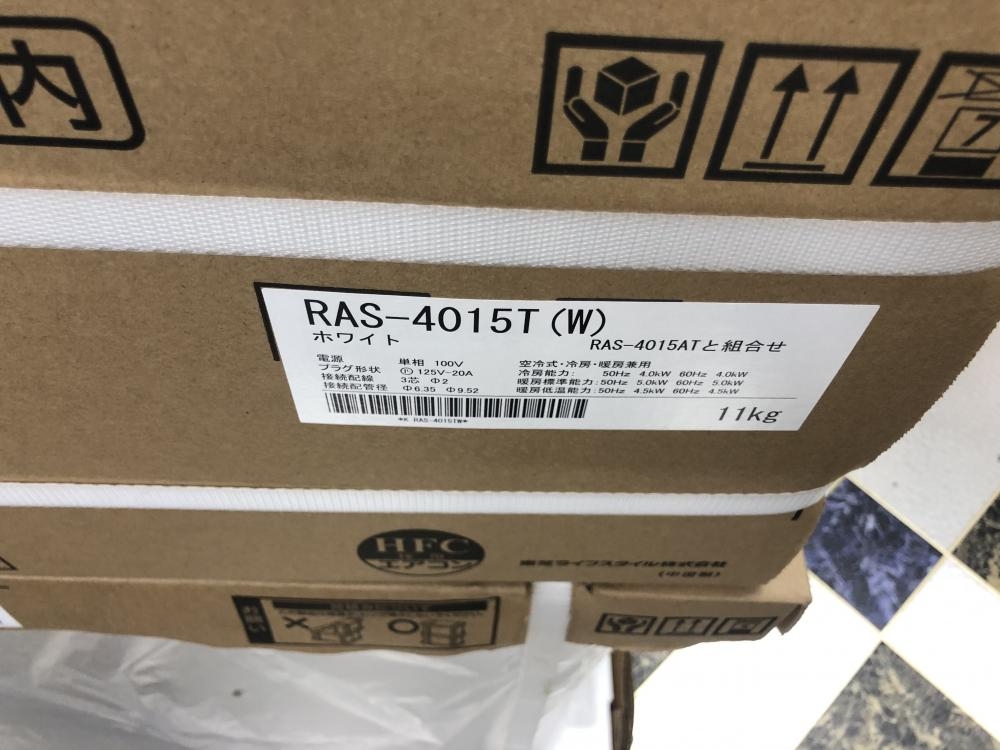 内
7
RAS-4015T(W)
ホワイト
RAS-4015ATと組合せ
電源 単相 100V
プラグ形状 Ⓟ125V-20A
接続配線 3芯 Φ2
接続配管径 Φ6.35 Φ9.52
空冷式・冷房・暖房兼用
冷房能力: 50Hz 4.0kW 60Hz 4.0kW
暖房標準能力:50Hz 5.0kW 60Hz 5.0kW
暖房低温能力:50Hz 4.5kW 60Hz 4.5kW
*K RAS-4015TW*
11kg
HFC
エアコン
東芝ライフスタイル株式会社
(中国製)
お願い